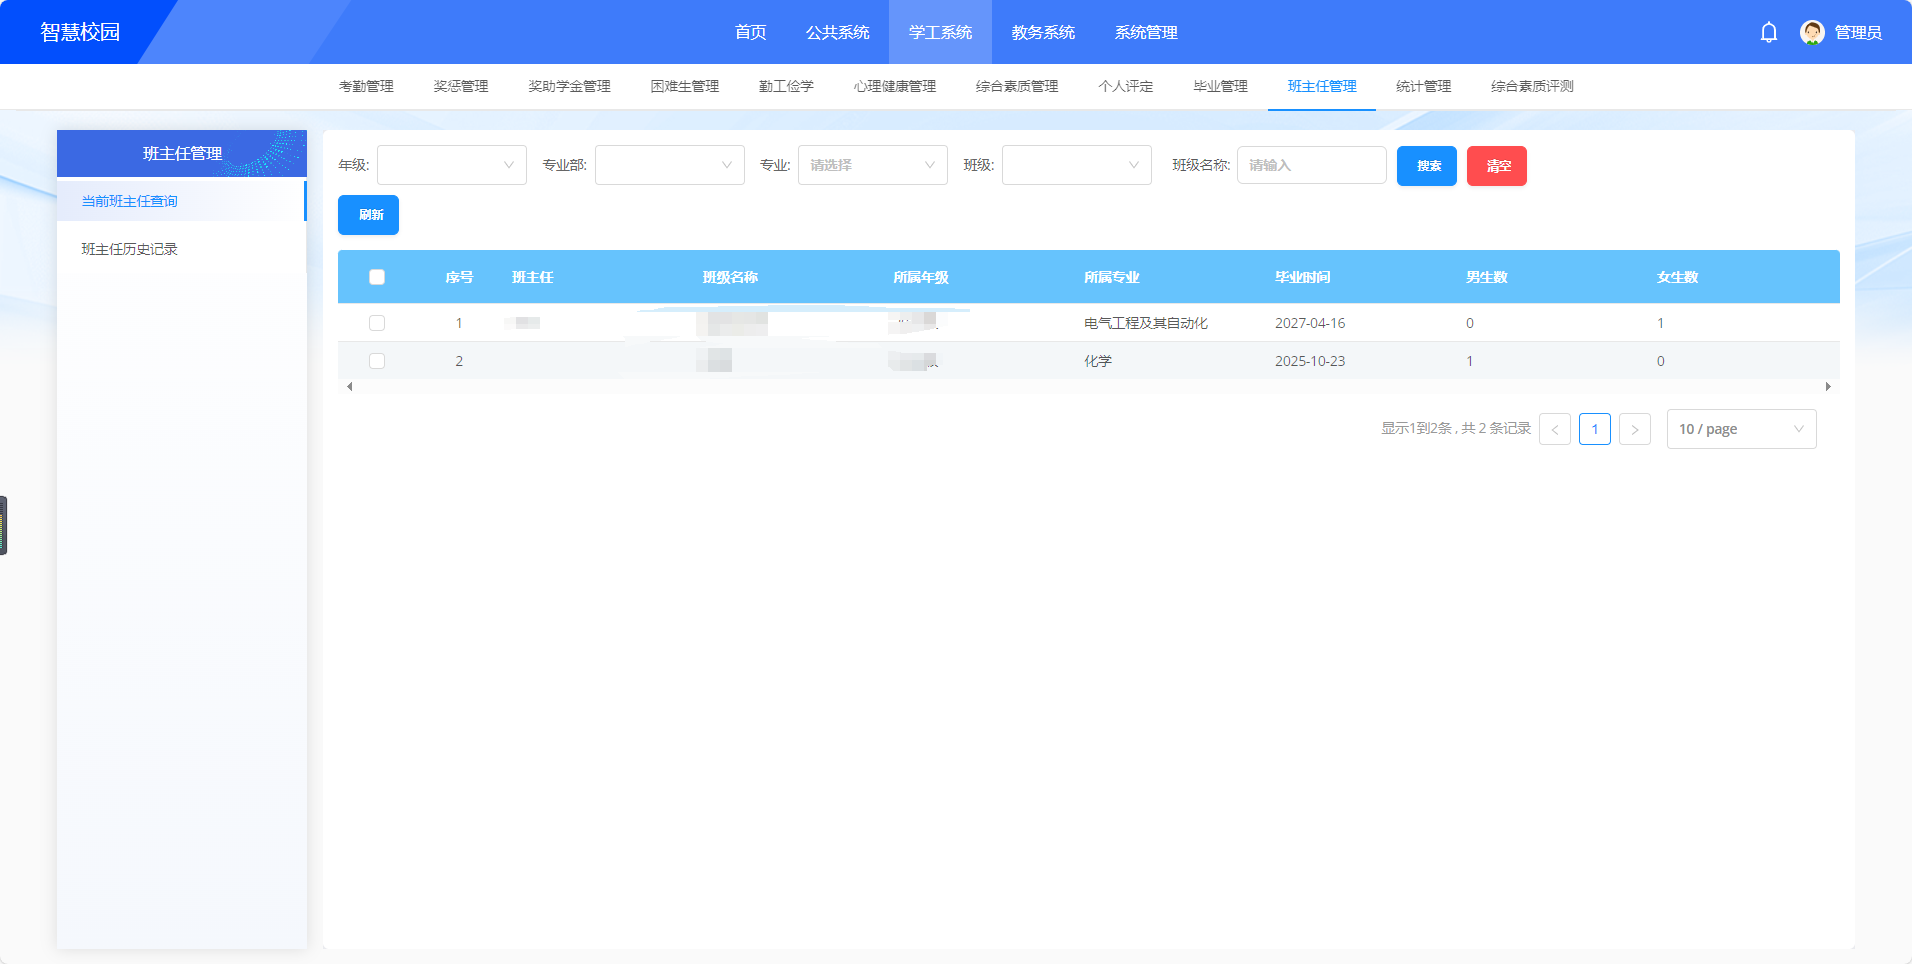 智慧校园 首页 公共系统 学工系统 教务系统 系统管理 管理员
考勤管理 奖惩管理 奖助学金管理 困难生管理 勤工俭学 心理健康管理 综合素质管理 个人评定 毕业管理 班主任管理 统计管理 综合素质评测
班主任管理
当前班主任查询
班主任历史记录
年级: 专业部: 专业: 请选择 班级: 班级名称: 请输入 搜索 清空
刷新
序号 班主任 班级名称 所属年级 所属专业 毕业时间 男生数 女生数
1 电气工程及其自动化 2027-04-16 0 1
2 化学 2025-10-23 1 0
显示1到2条 , 共 2 条记录 < 1 > 10 / page